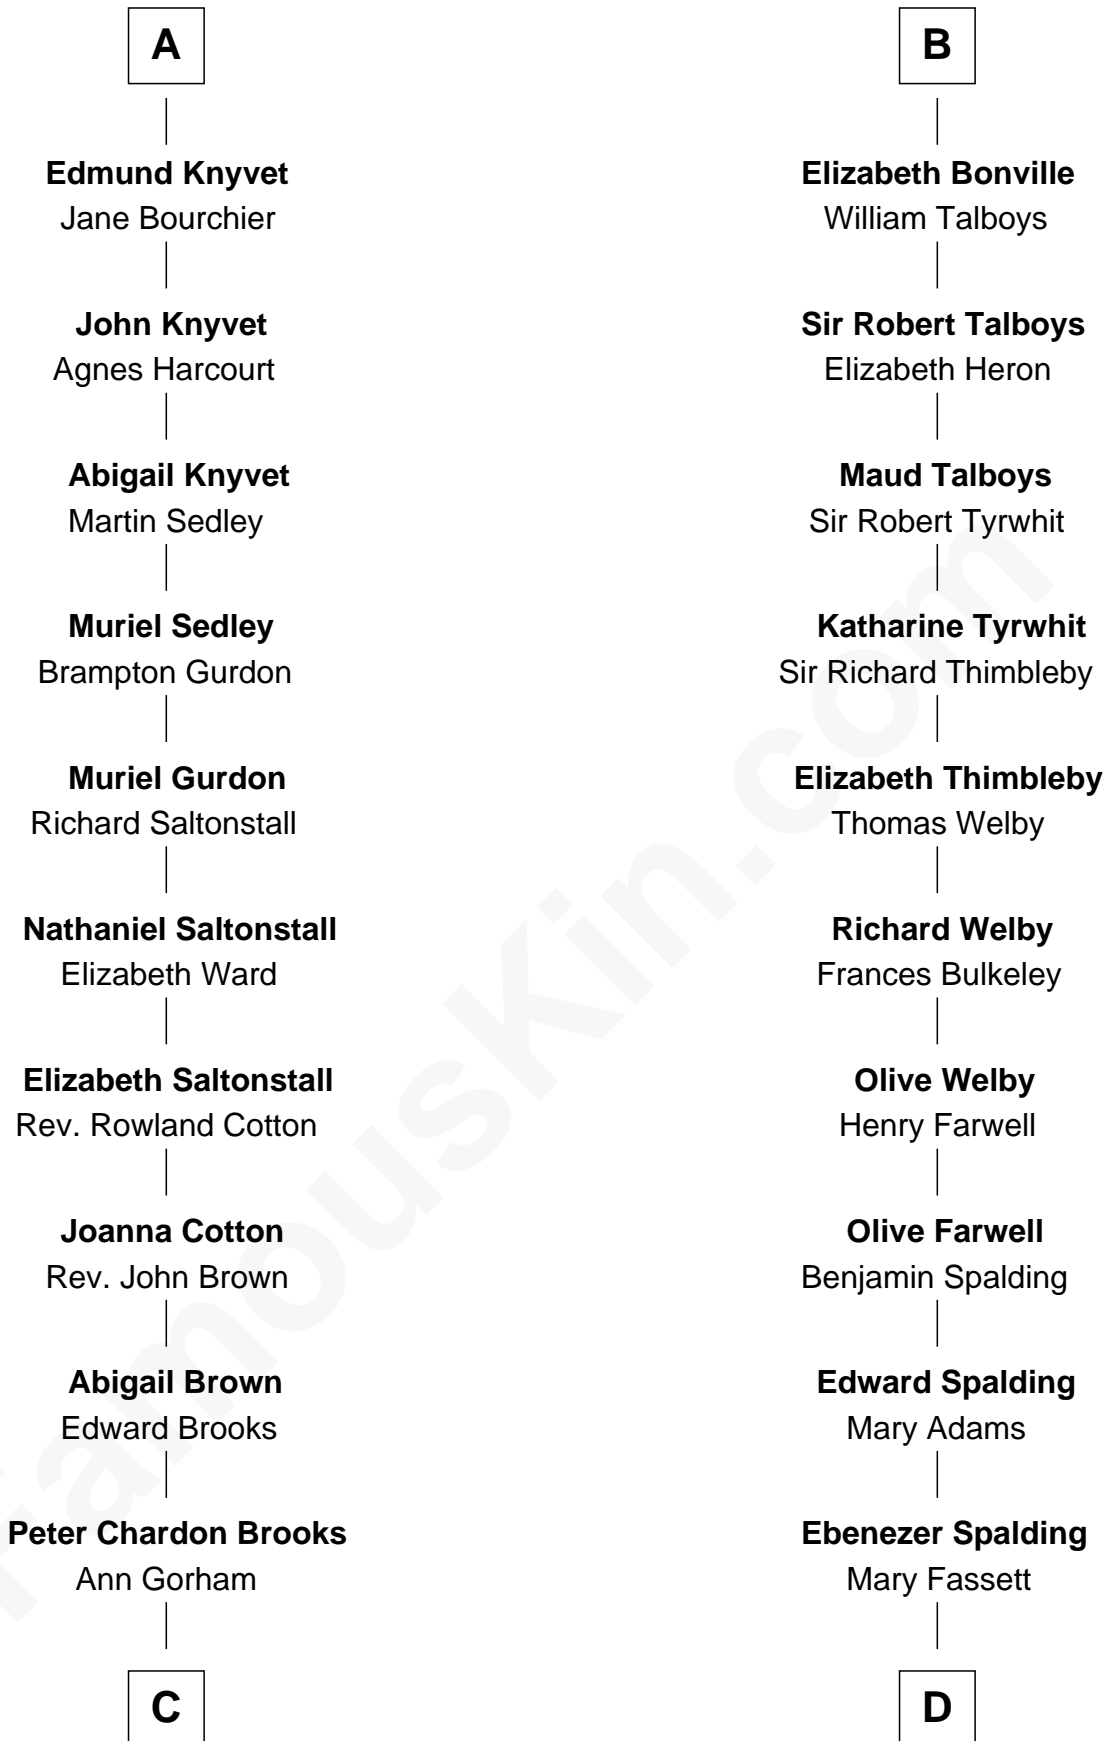 A
Edmund Knyvet
Jane Bourchier
John Knyvet
Agnes Harcourt
Abigail Knyvet
Martin Sedley
Muriel Sedley
Brampton Gurdon
Muriel Gurdon
Richard Saltonstall
Nathaniel Saltonstall
Elizabeth Ward
Elizabeth Saltonstall
Rev. Rowland Cotton
Joanna Cotton
Rev. John Brown
Abigail Brown
Edward Brooks
Peter Chardon Brooks
Ann Gorham
C
B
Elizabeth Bonville
William Talboys
Sir Robert Talboys
Elizabeth Heron
Maud Talboys
Sir Robert Tyrwhit
Katharine Tyrwhit
Sir Richard Thimbleby
Elizabeth Thimbleby
Thomas Welby
Richard Welby
Frances Bulkeley
Olive Welby
Henry Farwell
Olive Farwell
Benjamin Spalding
Edward Spalding
Mary Adams
Ebenezer Spalding
Mary Fassett
D
FamousKin.com